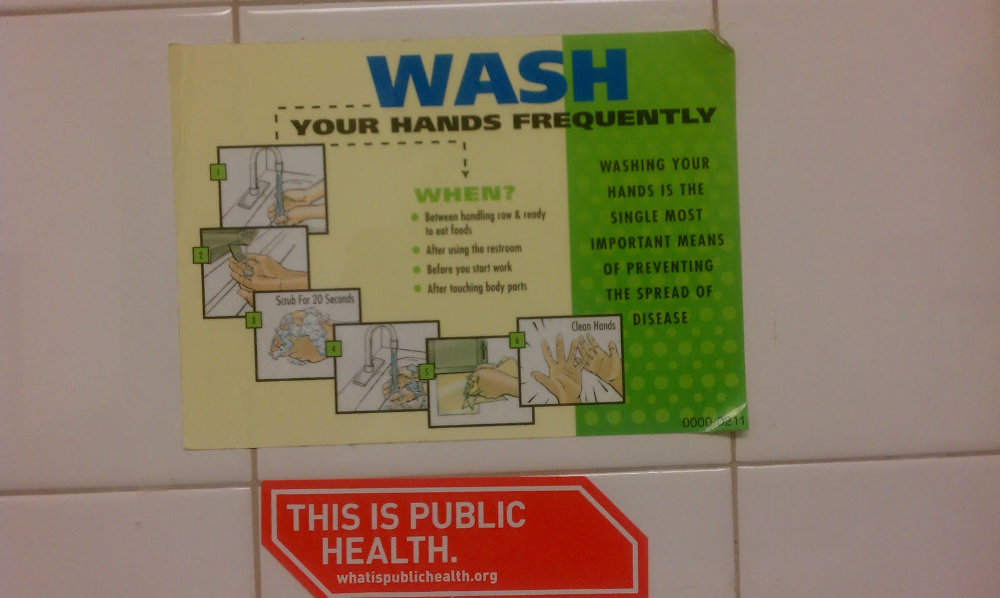 WASH
YOUR HANDS FREQUENTLY
1
2
3
Scrub For 20 Seconds
4
5
6
Clean Hands
WHEN?
Between handling raw & ready
to eat foods
After using the restroom
Before you start work
After touching body parts
WASHING YOUR
HANDS IS THE
SINGLE MOST
IMPORTANT MEANS
OF PREVENTING
THE SPREAD OF
DISEASE
0000-0211
THIS IS PUBLIC
HEALTH.
whatispublichealth.org